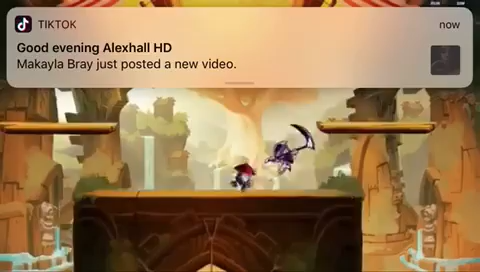 TIKTOK
now
Good evening Alexhall HD
Makayla Bray just posted a new video.